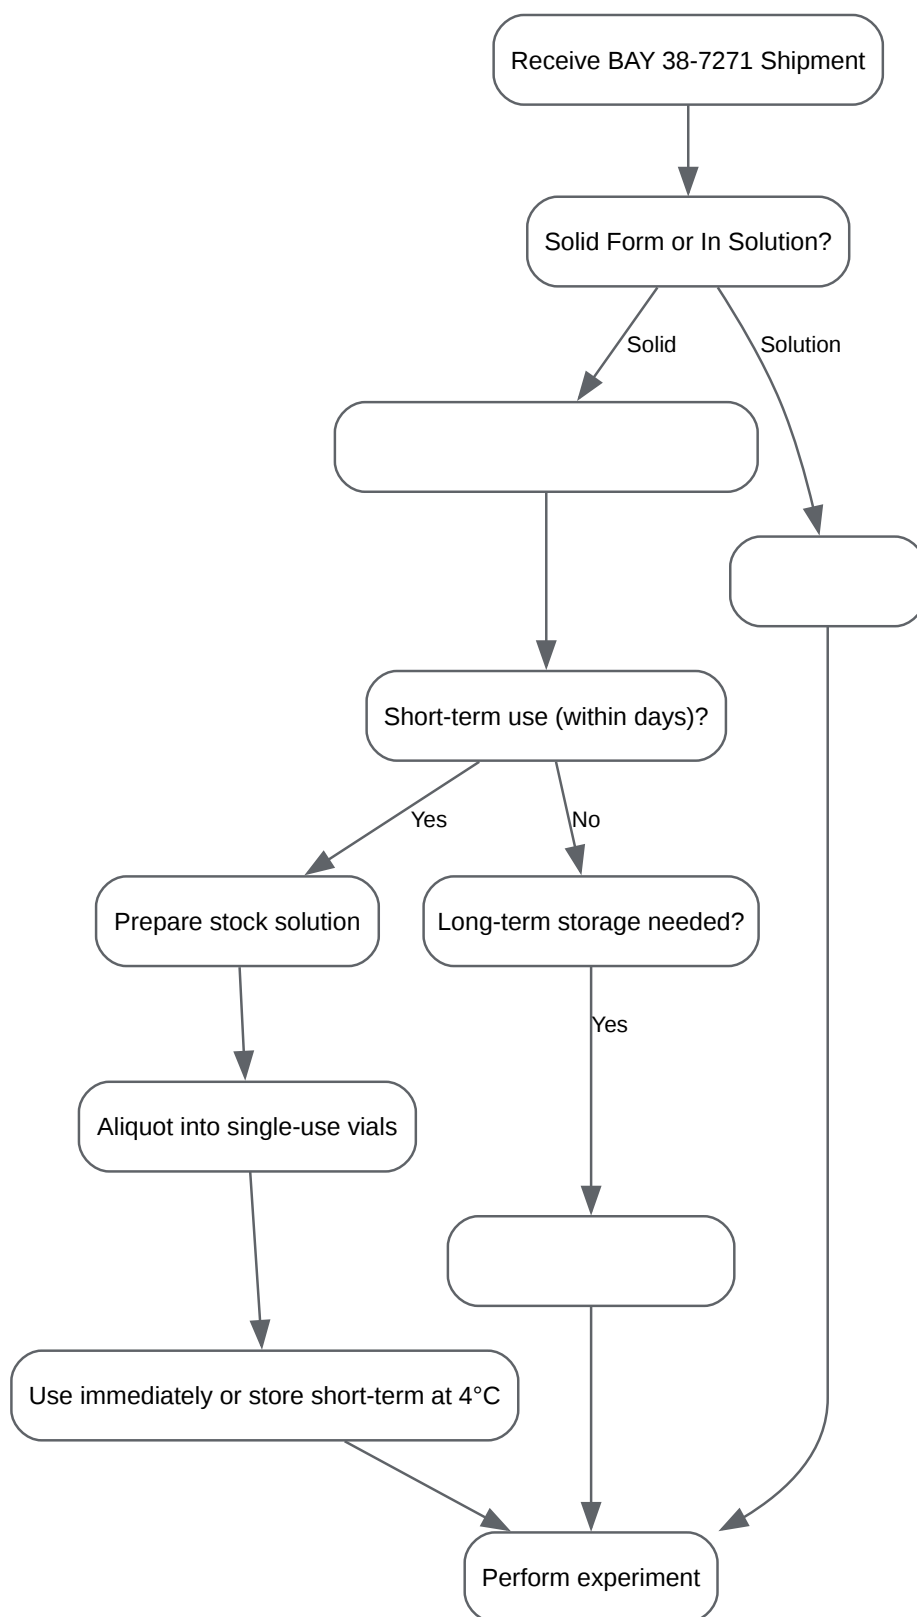 Receive BAY 38-7271 Shipment
Solid Form or In Solution?
Solid
Solution
Short-term use (within days)?
Yes
No
Prepare stock solution
Long-term storage needed?
Yes
Aliquot into single-use vials
Use immediately or store short-term at 4°C
Perform experiment